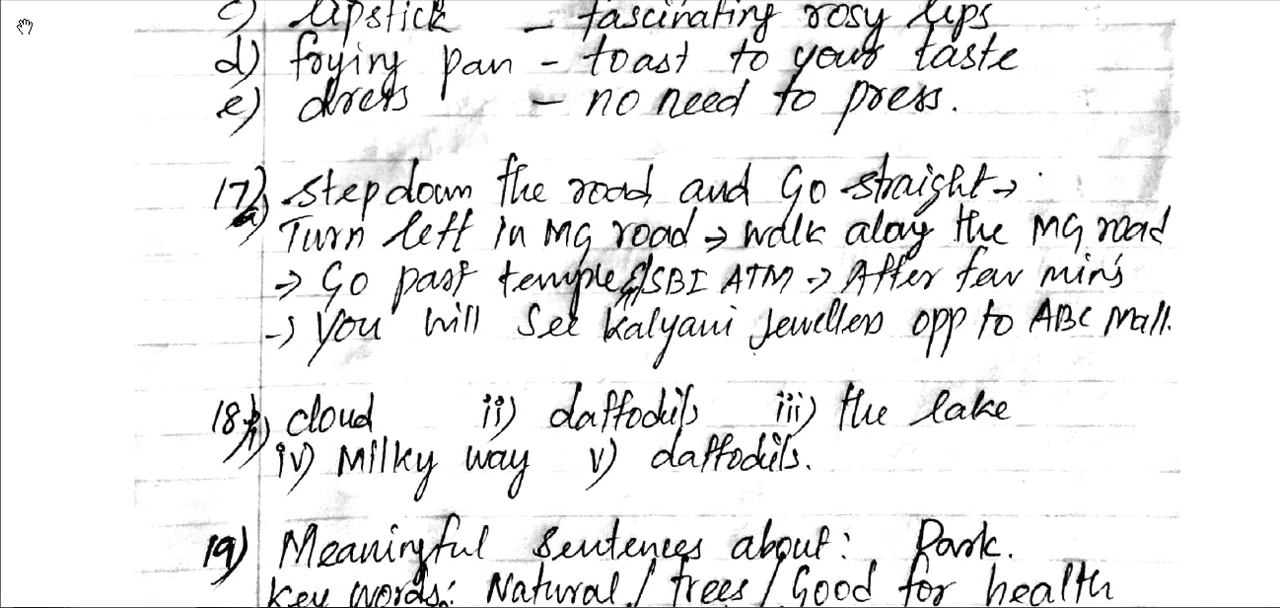 c) lipstick – fascinating rosy lips
d) frying pan – toast to your taste
e) dress – no need to press.
17) a) Step down the road and Go straight →
Turn left in MG road → walk along the MG road
→ Go past temple & SBI ATM → After few min's
→ You will see Kalyani Jewellers opp to ABC Mall.
18) i) cloud ii) daffodils iii) the lake
iv) Milky way v) daffodils.
19) Meaningful Sentences about: Park.
Key words: Natural / trees / Good for health